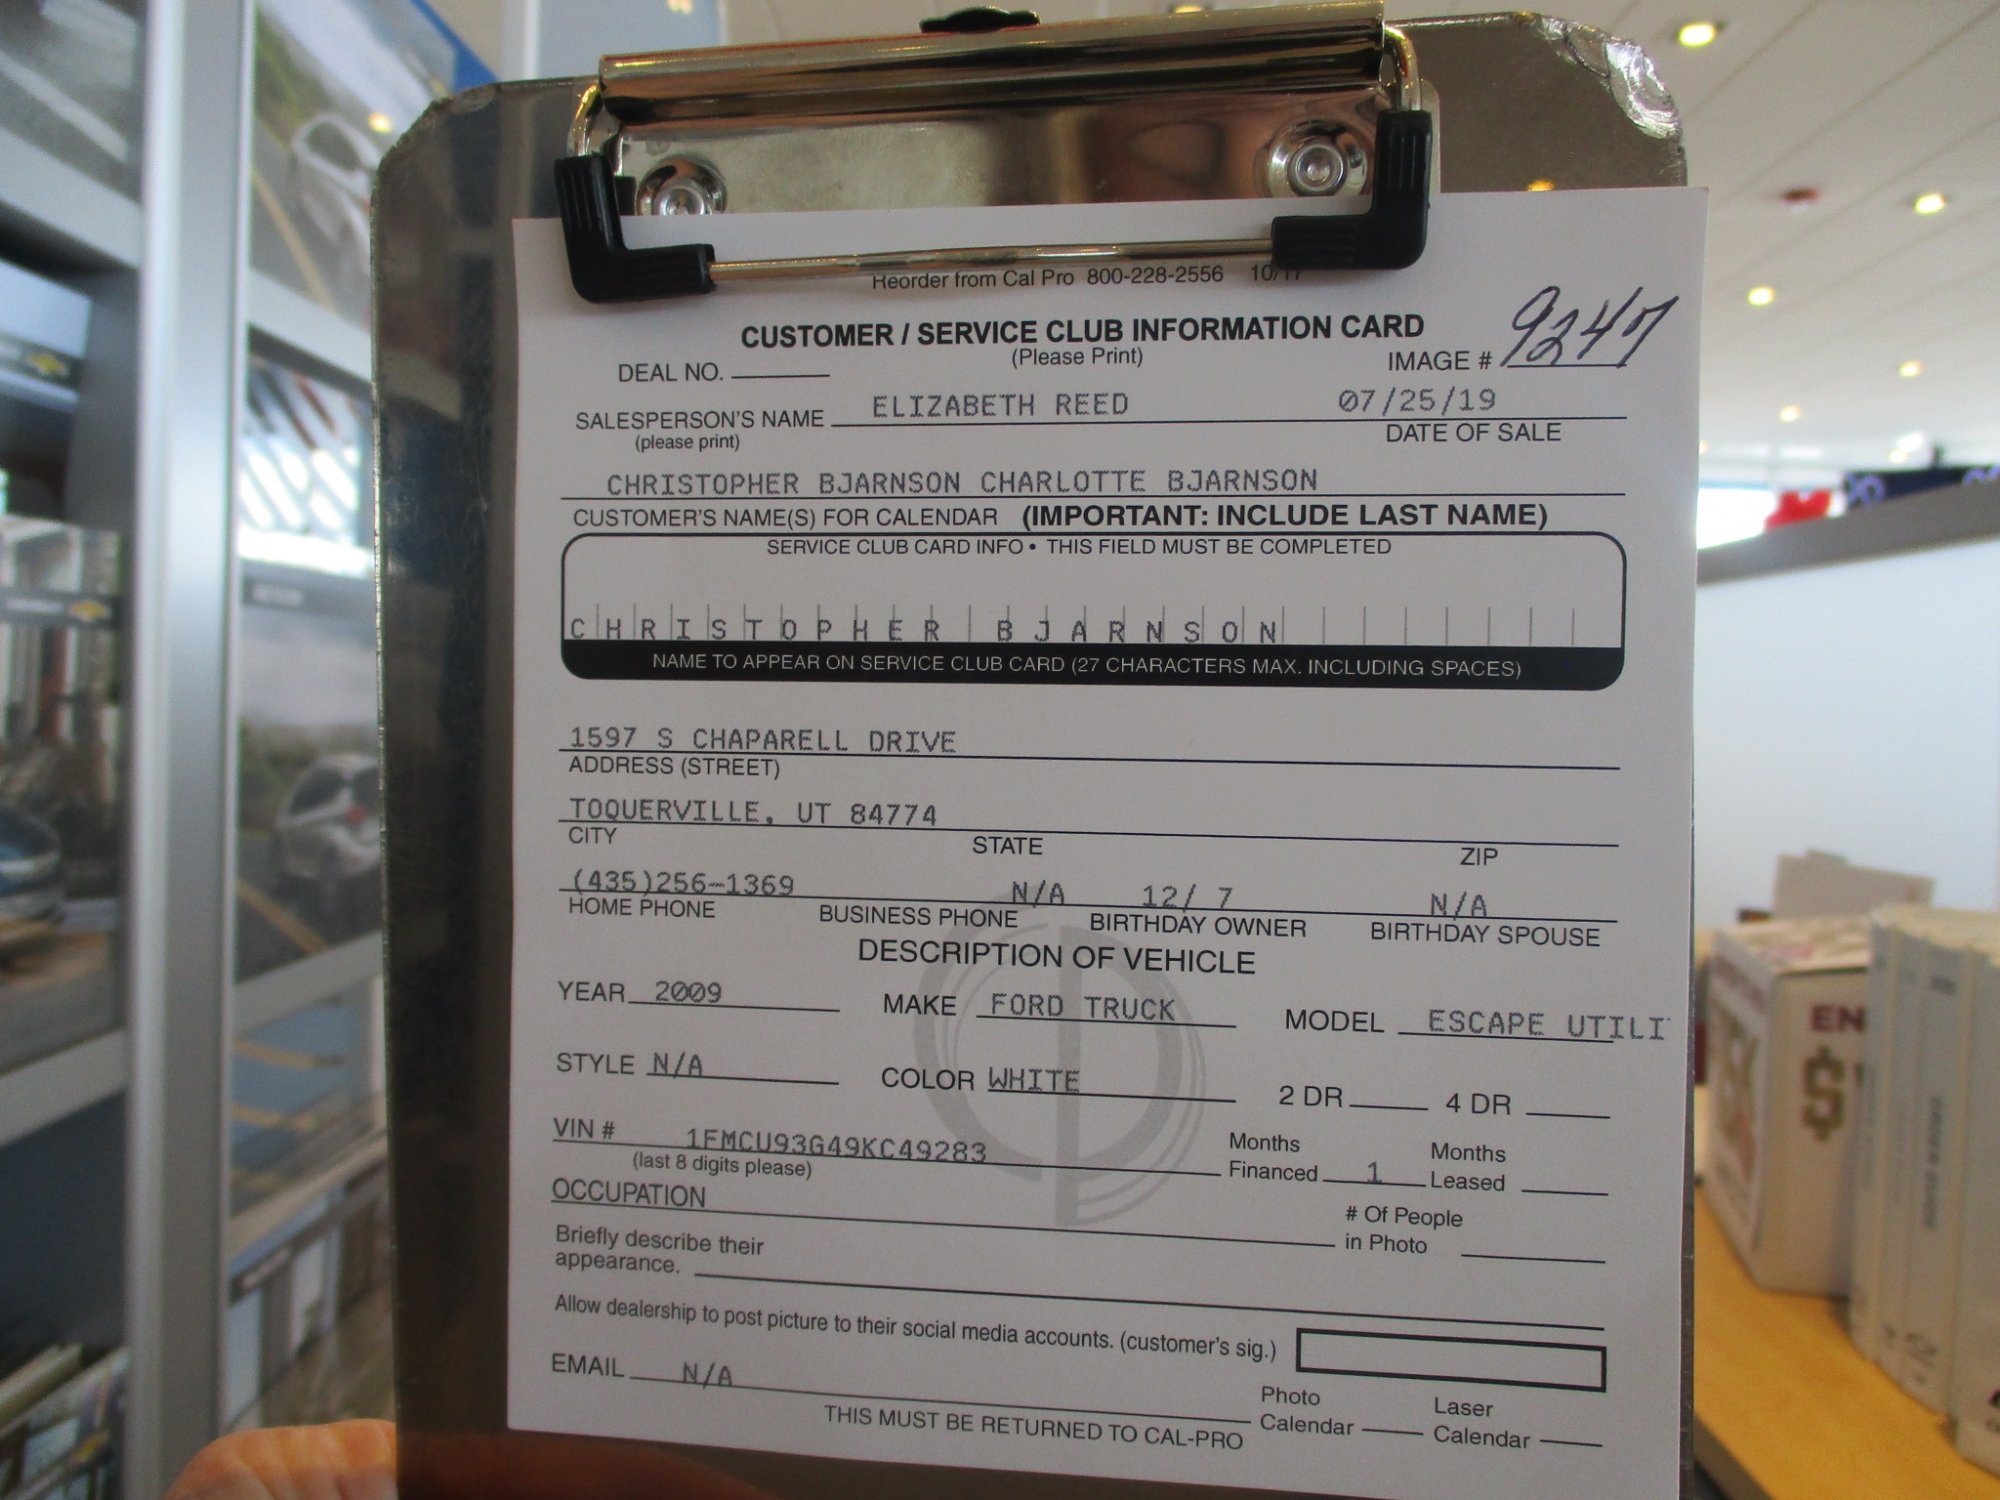 Reorder from Cal Pro 800-228-2556 10/17
CUSTOMER / SERVICE CLUB INFORMATION CARD
(Please Print)
DEAL NO.
IMAGE # 9247
SALESPERSON'S NAME ELIZABETH REED 07/25/19
(please print)
DATE OF SALE
CHRISTOPHER BJARNSON CHARLOTTE BJARNSON
CUSTOMER'S NAME(S) FOR CALENDAR (IMPORTANT: INCLUDE LAST NAME)
SERVICE CLUB CARD INFO • THIS FIELD MUST BE COMPLETED
CHRISTOPHER BJARNSON
NAME TO APPEAR ON SERVICE CLUB CARD (27 CHARACTERS MAX. INCLUDING SPACES)
1597 S CHAPARELL DRIVE
ADDRESS (STREET)
TOQUERVILLE, UT 84774
CITY STATE ZIP
(435)256-1369 N/A 12/ 7 N/A
HOME PHONE BUSINESS PHONE BIRTHDAY OWNER BIRTHDAY SPOUSE
DESCRIPTION OF VEHICLE
YEAR 2009 MAKE FORD TRUCK MODEL ESCAPE UTILI
STYLE N/A COLOR WHITE 2 DR 4 DR
VIN # 1FMCU93G49KC49283
(last 8 digits please)
Months Financed 1 Months Leased
OCCUPATION
# Of People in Photo
Briefly describe their
appearance.
Allow dealership to post picture to their social media accounts. (customer's sig.)
EMAIL N/A
Photo Calendar Laser Calendar
THIS MUST BE RETURNED TO CAL-PRO
EN
$